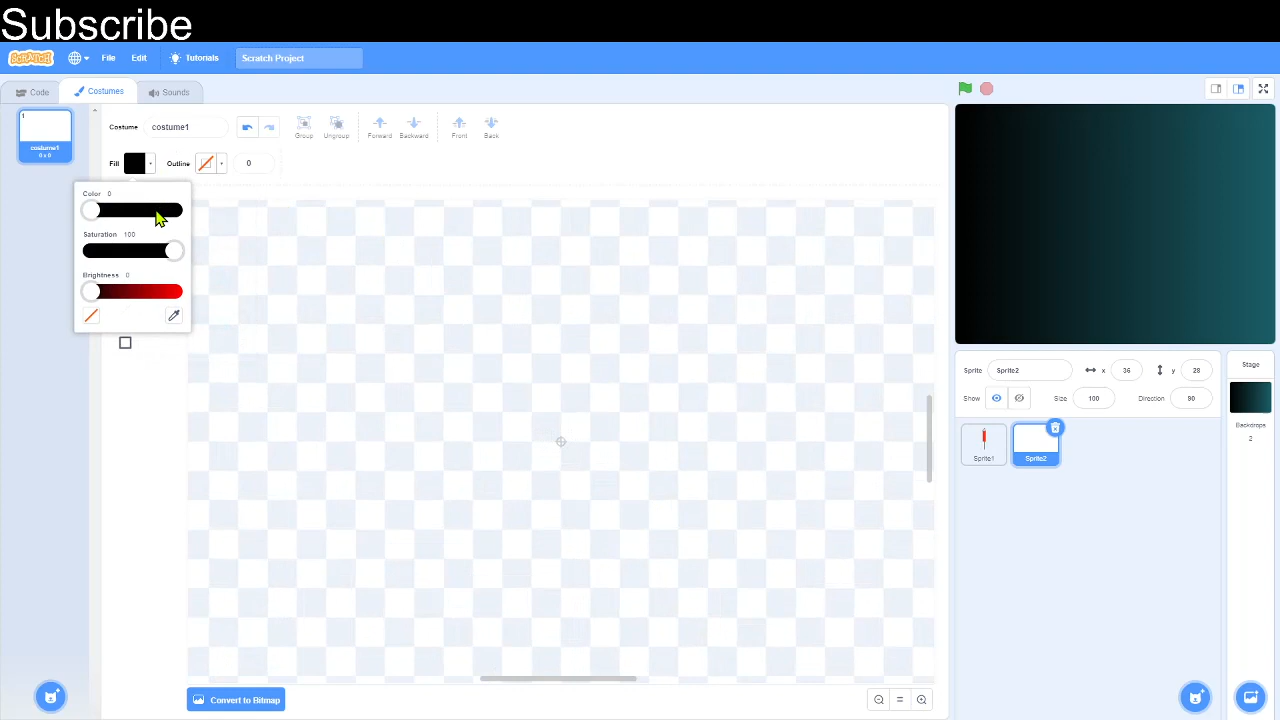 Subscribe
SCRATCH File Edit Tutorials Scratch Project
Code Costumes Sounds
1
costume1
0 x 0
Costume costume1 Group Ungroup Forward Backward Front Back
Fill Outline 0
Color 0
Saturation 100
Brightness 0
Convert to Bitmap
Sprite Sprite2 x 36 y 28
Show Size 100 Direction 90
Sprite1 Sprite2
Stage
Backdrops
2